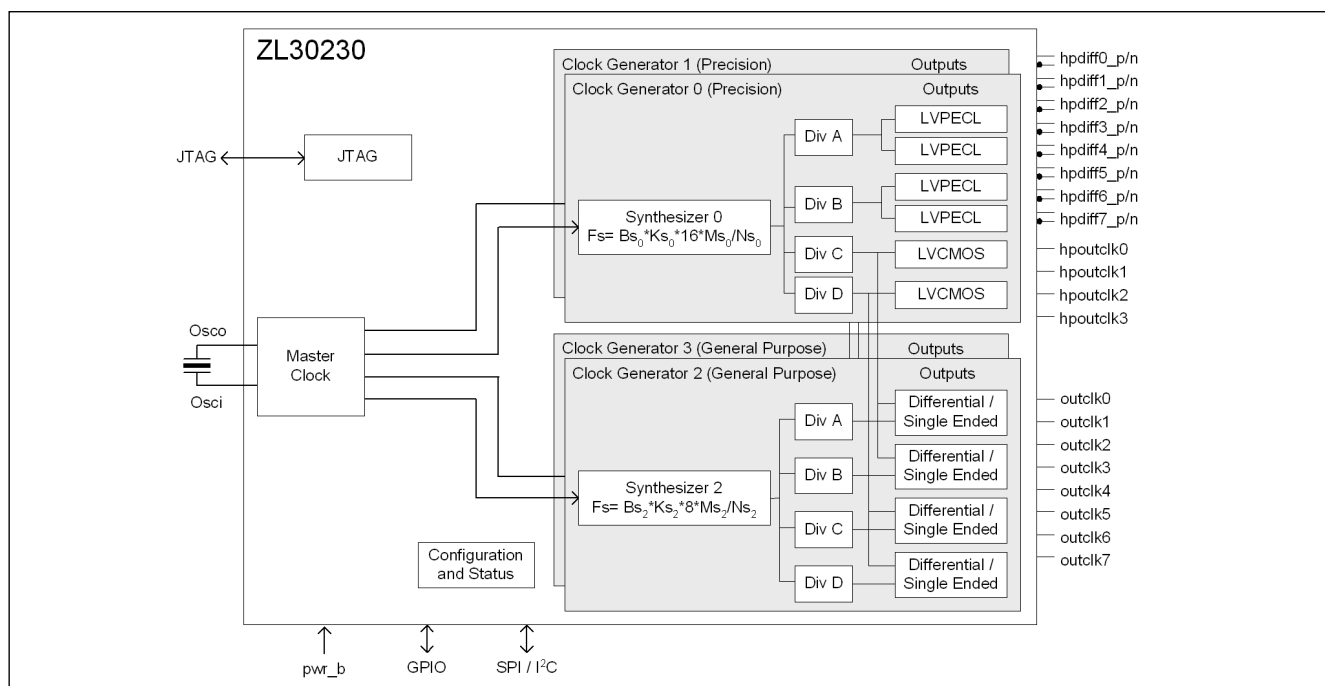 ZL30230
Clock Generator 1 (Precision) Outputs
Clock Generator 0 (Precision) Outputs
JTAG
JTAG
Synthesizer 0
Fs= Bs₀*Ks₀*16*Ms₀/Ns₀
Div A
Div B
Div C
Div D
LVPECL
LVPECL
LVPECL
LVPECL
LVCMOS
LVCMOS
hpdiff0_p/n
hpdiff1_p/n
hpdiff2_p/n
hpdiff3_p/n
hpdiff4_p/n
hpdiff5_p/n
hpdiff6_p/n
hpdiff7_p/n
hpoutclk0
hpoutclk1
hpoutclk2
hpoutclk3
Osco
Osci
Master
Clock
Clock Generator 3 (General Purpose) Outputs
Clock Generator 2 (General Purpose) Outputs
Synthesizer 2
Fs= Bs₂*Ks₂*8*Ms₂/Ns₂
Div A
Div B
Div C
Div D
Differential /
Single Ended
Differential /
Single Ended
Differential /
Single Ended
Differential /
Single Ended
outclk0
outclk1
outclk2
outclk3
outclk4
outclk5
outclk6
outclk7
Configuration
and Status
pwr_b
GPIO
SPI / I²C